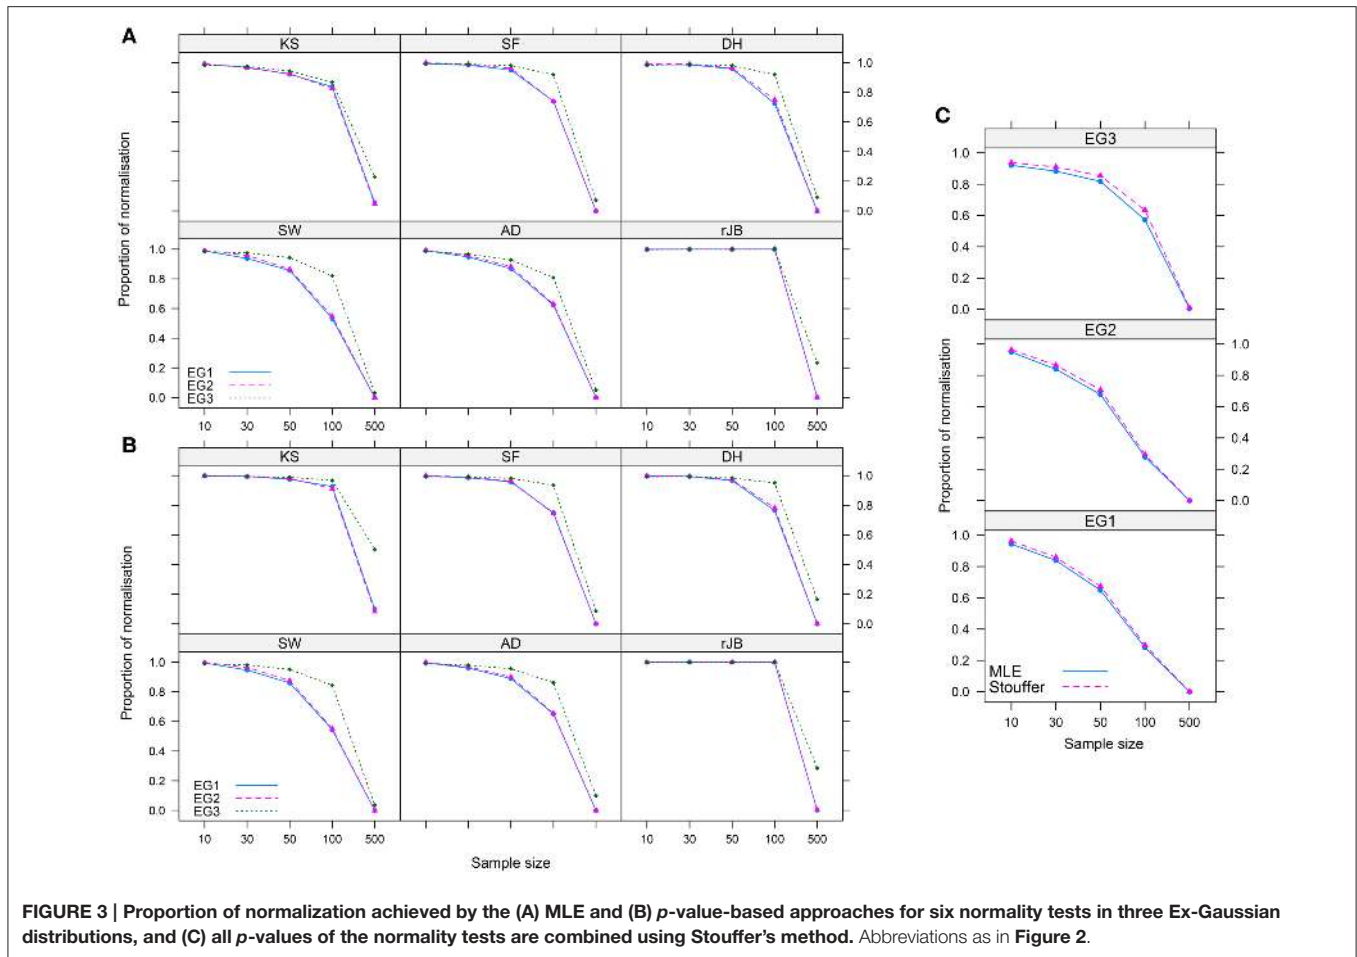 A
KS SF DH
1.0
0.8
0.6
0.4
0.2
0.0
Proportion of normalisation
SW AD rJB
1.0
0.8
0.6
0.4
0.2
0.0
EG1
EG2
EG3
10 30 50 100 500 10 30 50 100 500
B
KS SF DH
1.0
0.8
0.6
0.4
0.2
0.0
Proportion of normalisation
SW AD rJB
1.0
0.8
0.6
0.4
0.2
0.0
EG1
EG2
EG3
10 30 50 100 500 10 30 50 100 500
Sample size
C
EG3
1.0
0.8
0.6
0.4
0.2
0.0
EG2
1.0
0.8
0.6
0.4
0.2
0.0
Proportion of normalisation
EG1
1.0
0.8
0.6
0.4
0.2
0.0
MLE
Stouffer
10 30 50 100 500
Sample size
FIGURE 3 | Proportion of normalization achieved by the (A) MLE and (B) p-value-based approaches for six normality tests in three Ex-Gaussian
distributions, and (C) all p-values of the normality tests are combined using Stouffer's method. Abbreviations as in Figure 2.